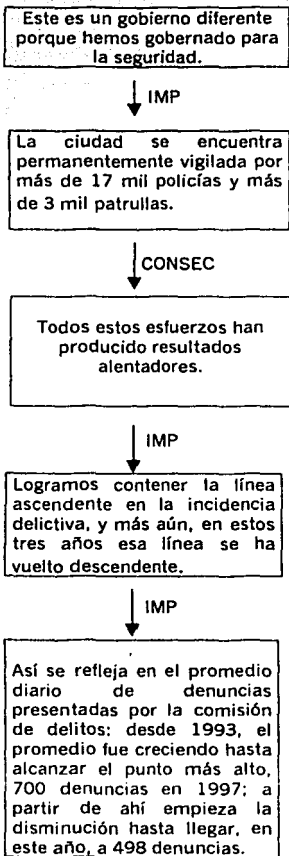 Este es un gobierno diferente
porque hemos gobernado para
la seguridad.
IMP
La ciudad se encuentra
permanentemente vigilada por
más de 17 mil policías y más
de 3 mil patrullas.
CONSEC
Todos estos esfuerzos han
producido resultados
alentadores.
IMP
Logramos contener la línea
ascendente en la incidencia
delictiva, y más aún, en estos
tres años esa línea se ha
vuelto descendente.
IMP
Así se refleja en el promedio
diario de denuncias
presentadas por la comisión
de delitos: desde 1993, el
promedio fue creciendo hasta
alcanzar el punto más alto,
700 denuncias en 1997; a
partir de ahí empieza la
disminución hasta llegar, en
este año, a 498 denuncias.